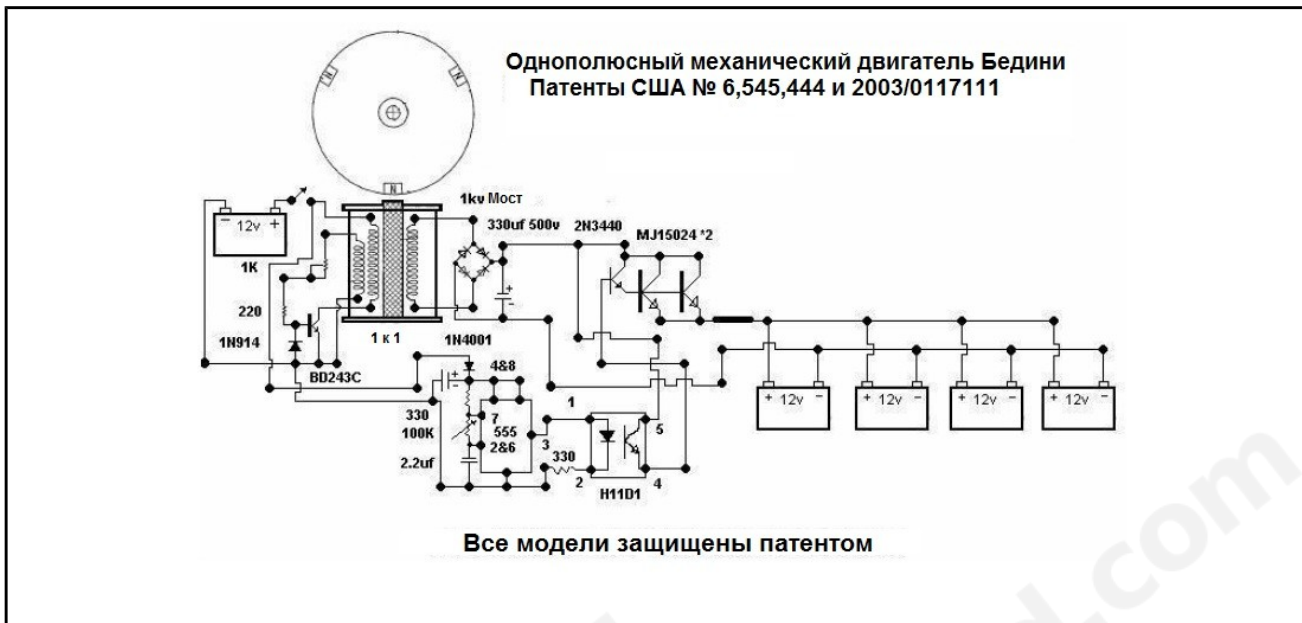 Однополюсный механический двигатель Бедини
Патенты США № 6,545,444 и 2003/0117111
N
N
N
1kv Мост
330uf 500v
2N3440
MJ15024 *2
− 12v +
1K
220
1N914
BD243C
1 к 1
1N4001
+
−
+
−
4&8
330
100K
2.2uf
7
555
2&6
3
330
1
2
5
4
H11D1
+ 12v −
+ 12v −
+ 12v −
+ 12v −
Все модели защищены патентом
d.com